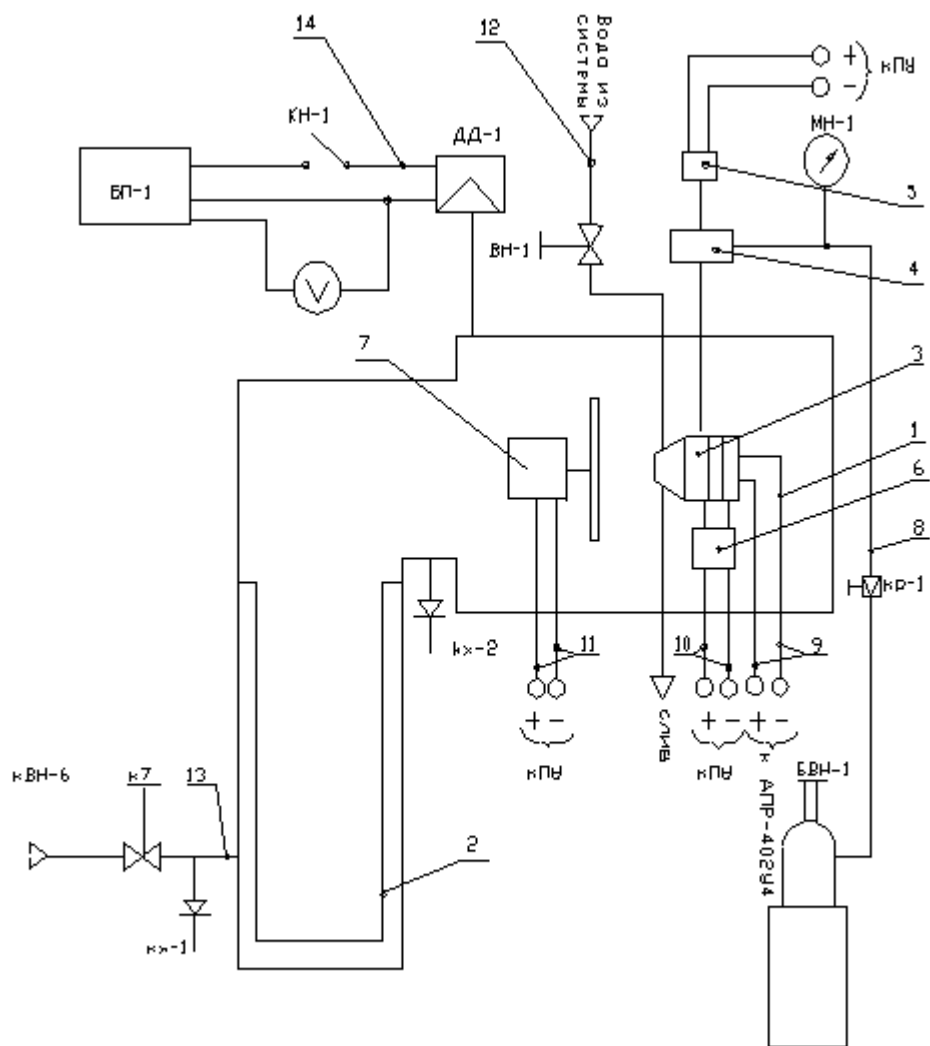 14
12
Вода из
системы
+
-
кПУ
КН-1
ДД-1
МН-1
БП-1
5
ВН-1
4
V
7
3
1
6
8
кр-1
кх-2
11
10
9
+ -
кПУ
слив
+ -
кПУ
+ -
к АПР-402У4
БВН-1
кВН-6
к7
13
2
кх-1